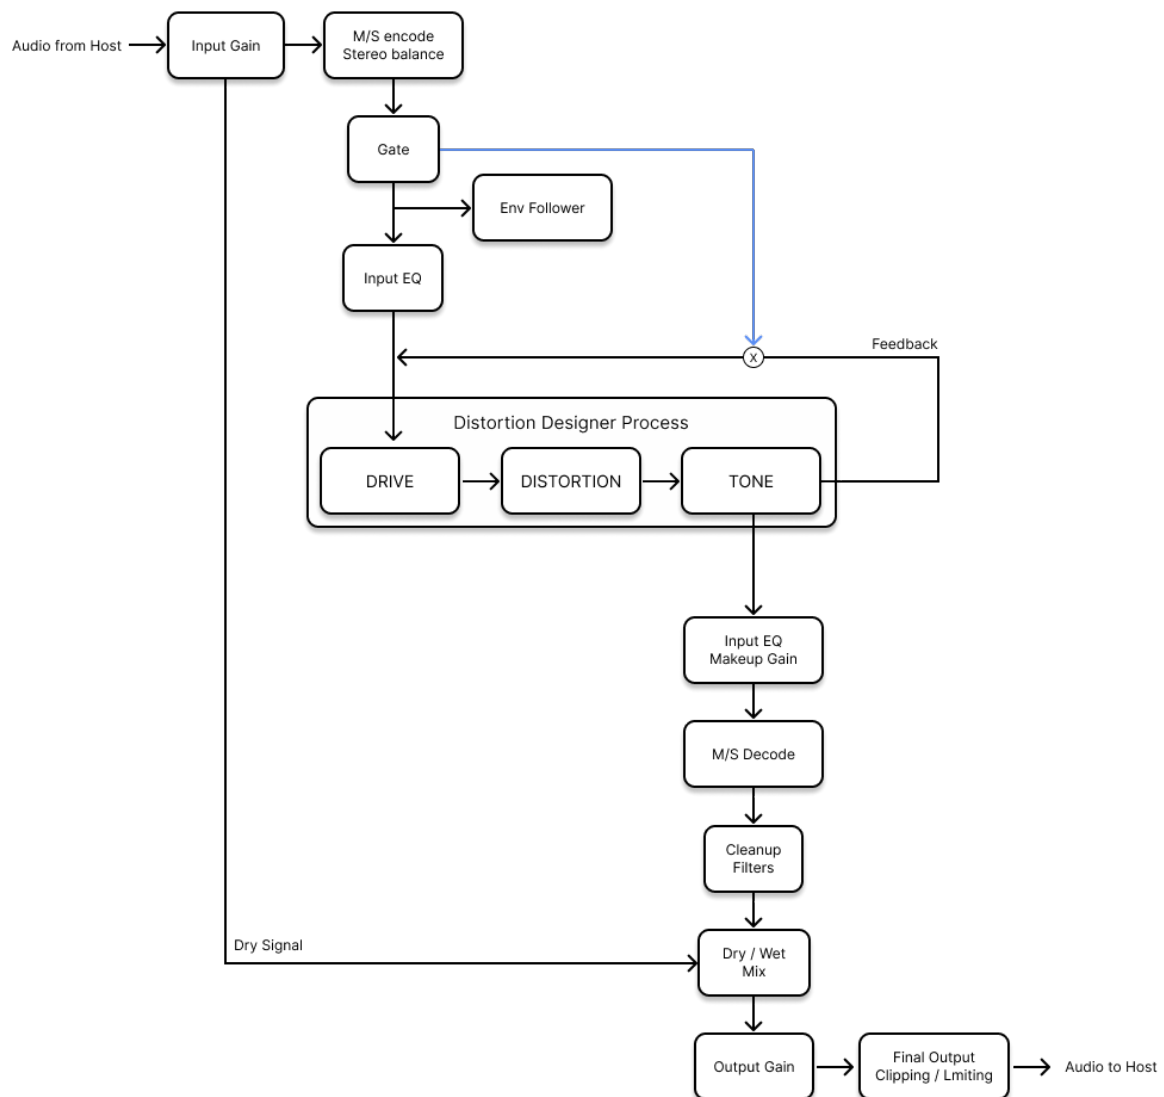 Audio from Host
Input Gain
M/S encode
Stereo balance
Gate
Env Follower
Input EQ
Feedback
X
Distortion Designer Process
DRIVE
DISTORTION
TONE
Input EQ
Makeup Gain
M/S Decode
Cleanup
Filters
Dry Signal
Dry / Wet
Mix
Output Gain
Final Output
Clipping / Lmiting
Audio to Host